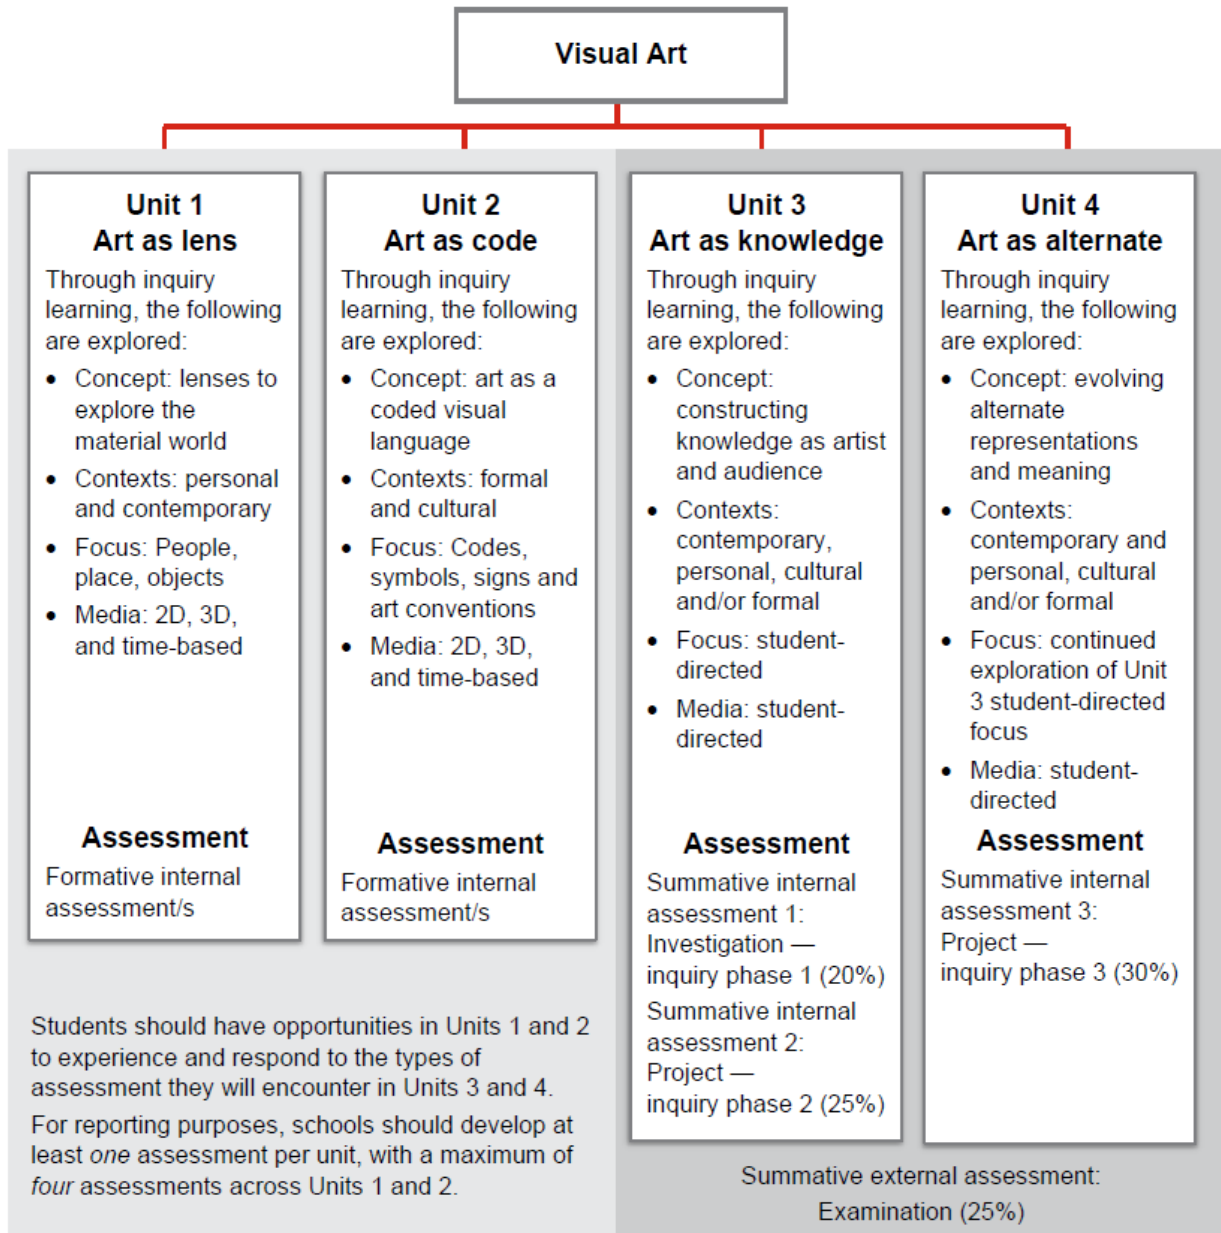 Visual Art
Unit 1
Art as lens
Through inquiry
learning, the following
are explored:
• Concept: lenses to
explore the
material world
• Contexts: personal
and contemporary
• Focus: People,
place, objects
• Media: 2D, 3D,
and time-based
Assessment
Formative internal
assessment/s
Unit 2
Art as code
Through inquiry
learning, the following
are explored:
• Concept: art as a
coded visual
language
• Contexts: formal
and cultural
• Focus: Codes,
symbols, signs and
art conventions
• Media: 2D, 3D,
and time-based
Assessment
Formative internal
assessment/s
Students should have opportunities in Units 1 and 2
to experience and respond to the types of
assessment they will encounter in Units 3 and 4.
For reporting purposes, schools should develop at
least one assessment per unit, with a maximum of
four assessments across Units 1 and 2.
Unit 3
Art as knowledge
Through inquiry
learning, the following
are explored:
• Concept:
constructing
knowledge as artist
and audience
• Contexts:
contemporary,
personal, cultural
and/or formal
• Focus: student-
directed
• Media: student-
directed
Assessment
Summative internal
assessment 1:
Investigation —
inquiry phase 1 (20%)
Summative internal
assessment 2:
Project —
inquiry phase 2 (25%)
Unit 4
Art as alternate
Through inquiry
learning, the following
are explored:
• Concept: evolving
alternate
representations
and meaning
• Contexts:
contemporary and
personal, cultural
and/or formal
• Focus: continued
exploration of Unit
3 student-directed
focus
• Media: student-
directed
Assessment
Summative internal
assessment 3:
Project —
inquiry phase 3 (30%)
Summative external assessment:
Examination (25%)